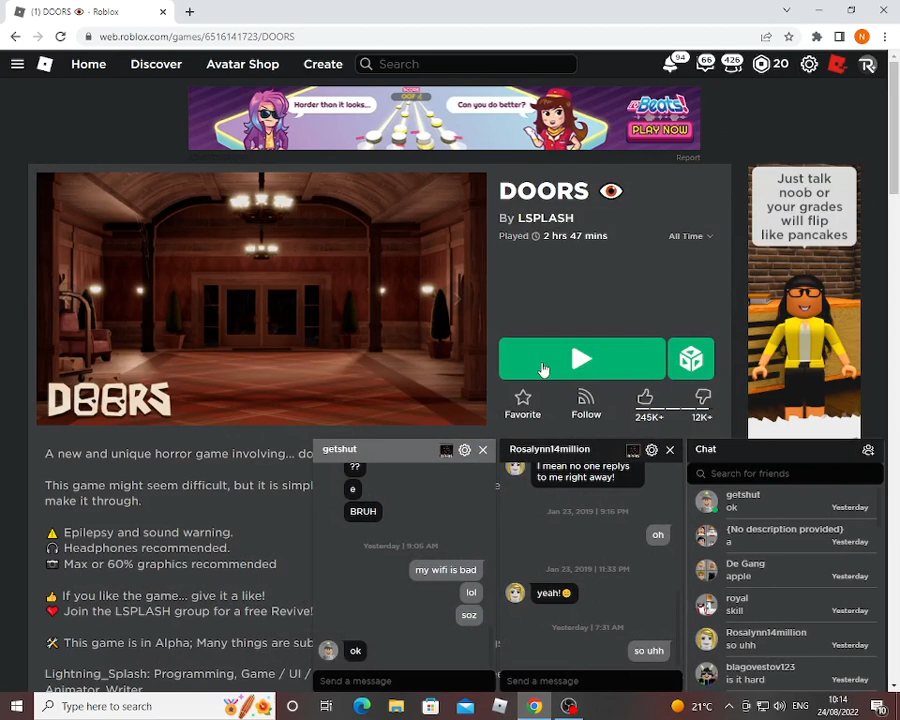 (1) DOORS 👁 - Roblox
web.roblox.com/games/6516141723/DOORS
N
Home
Discover
Avatar Shop
Create
Search
94
66
426
20
Harder than it looks...
SCORE
Can you do better?
Beats!
PLAY NOW
Report
DOORS 👁
By LSPLASH
Played 2 hrs 47 mins
All Time
Favorite
Follow
245K+
12K+
DOORS
Just talk
noob or
your grades
will flip
like pancakes
A new and unique horror game involving... do
This game might seem difficult, but it is simpl
make it through.
⚠ Epilepsy and sound warning.
🎧 Headphones recommended.
Max or 60% graphics recommended
👍 If you like the game... give it a like!
❤ Join the LSPLASH group for a free Revive!
🛠 This game is in Alpha; Many things are sub
Lightning_Splash: Programming, Game / UI /
Animator, Writer
getshut
??
e
BRUH
Yesterday | 9:05 AM
my wifi is bad
lol
soz
ok
Send a message
Rosalynn14million
I mean no one replys
to me right away!
Jan 23, 2019 | 9:16 PM
oh
Jan 23, 2019 | 11:33 PM
yeah!😊
Yesterday | 7:31 AM
so uhh
Send a message
Chat
Search for friends
getshut
ok
Yesterday
{No description provided}
a
Yesterday
De Gang
apple
Yesterday
royal
skill
Yesterday
Rosalynn14million
so uhh
Yesterday
blagovestov123
is it hard
Yesterday
Type here to search
21°C
ENG
10:14
24/08/2022
10